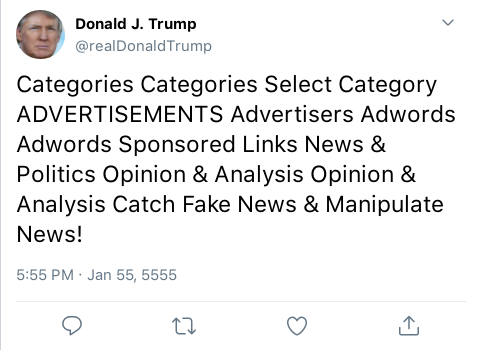 Donald J. Trump
@realDonaldTrump
Categories Categories Select Category
ADVERTISEMENTS Advertisers Adwords
Adwords Sponsored Links News &
Politics Opinion & Analysis Opinion &
Analysis Catch Fake News & Manipulate
News!
5:55 PM · Jan 55, 5555